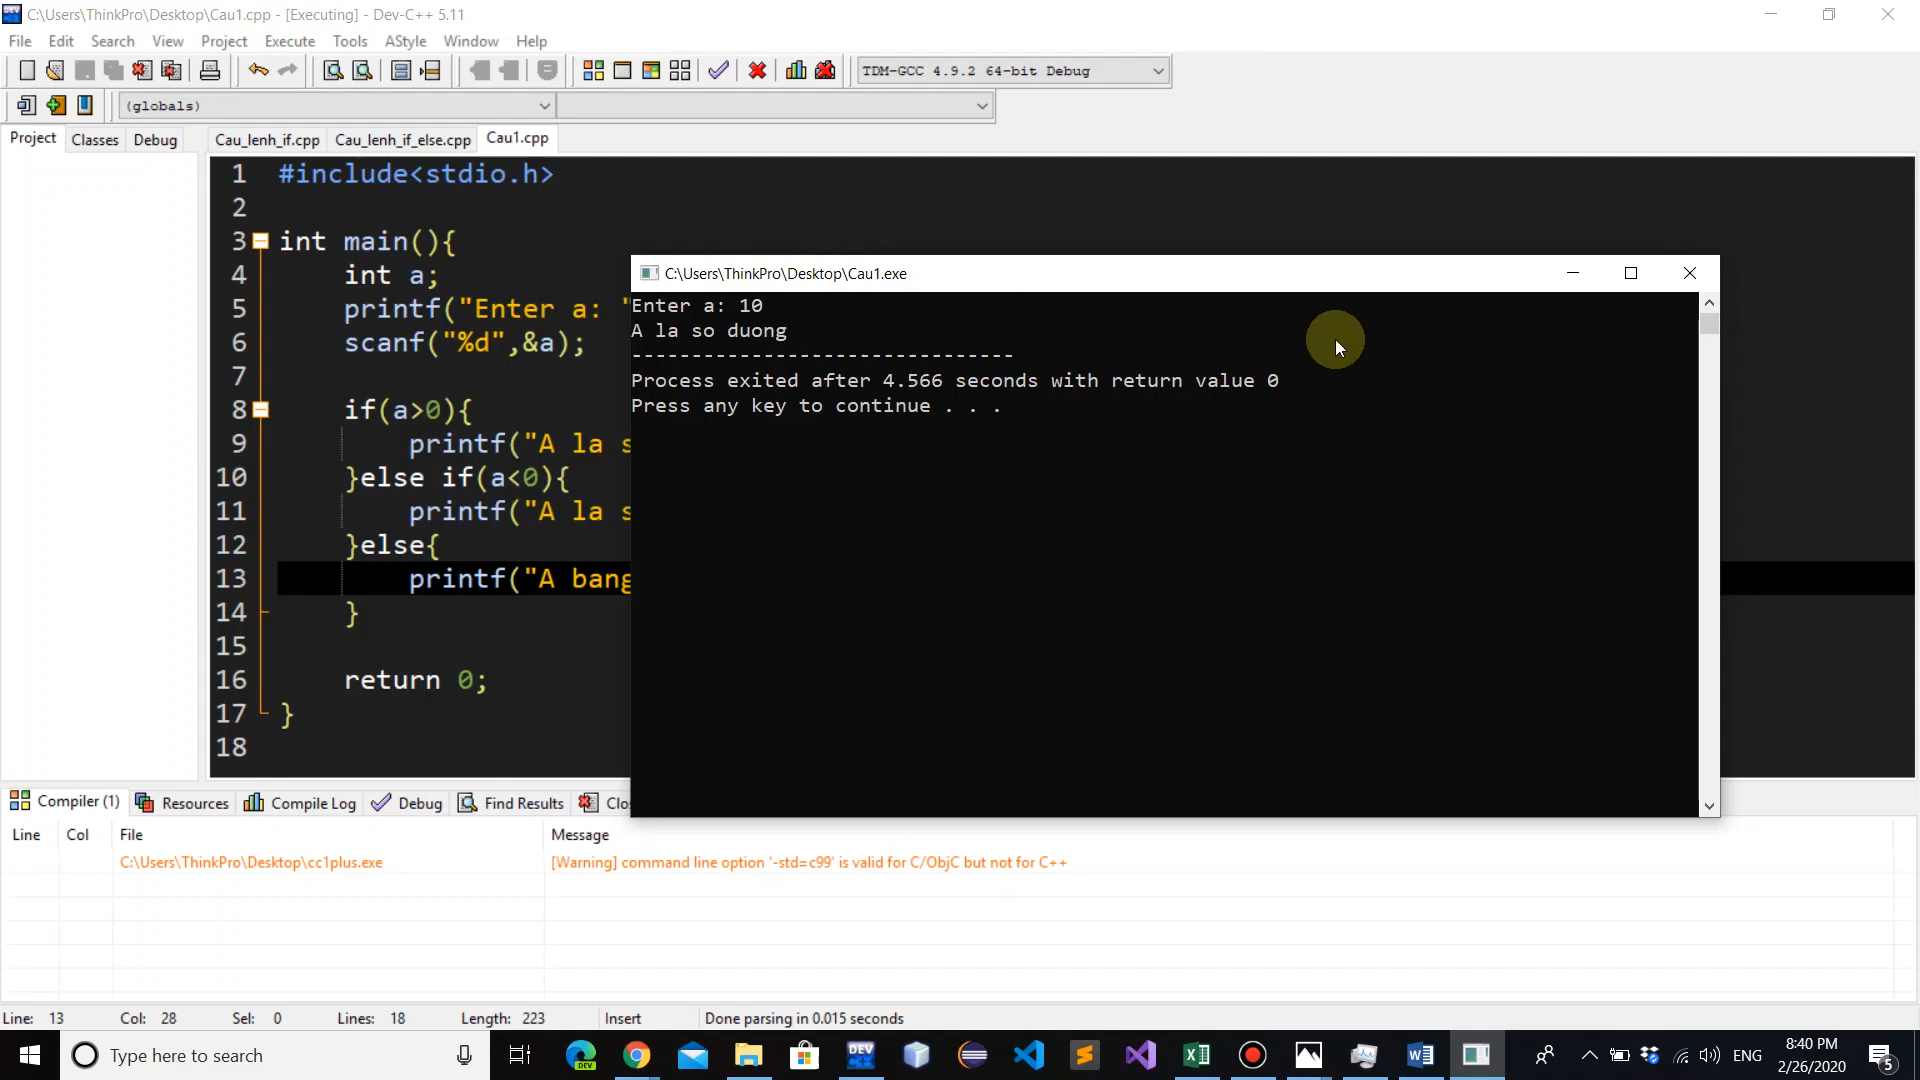 C:\Users\ThinkPro\Desktop\Cau1.cpp - [Executing] - Dev-C++ 5.11
File Edit Search View Project Execute Tools AStyle Window Help
TDM-GCC 4.9.2 64-bit Debug
(globals)
Project Classes Debug Cau_lenh_if.cpp Cau_lenh_if_else.cpp Cau1.cpp
1 #include<stdio.h>
2
3 int main(){
4 int a;
5 printf("Enter a: "
6 scanf("%d",&a);
7
8 if(a>0){
9 printf("A la s
10 }else if(a<0){
11 printf("A la s
12 }else{
13 printf("A bang
14 }
15
16 return 0;
17 }
18
C:\Users\ThinkPro\Desktop\Cau1.exe
Enter a: 10
A la so duong
--------------------------------
Process exited after 4.566 seconds with return value 0
Press any key to continue . . .
Compiler (1) Resources Compile Log Debug Find Results Clo
Line Col File Message
C:\Users\ThinkPro\Desktop\cc1plus.exe [Warning] command line option '-std=c99' is valid for C/ObjC but not for C++
Line: 13 Col: 28 Sel: 0 Lines: 18 Length: 223 Insert Done parsing in 0.015 seconds
Type here to search
DEV
DEV C++
ENG
8:40 PM
2/26/2020
5